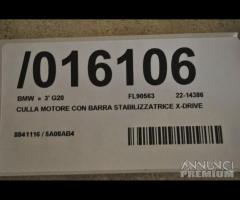 /016106
BMW » 3' G20 FL90563 22-14386
CULLA MOTORE CON BARRA STABILIZZATRICE X-DRIVE
8841116 / 5A08AB4
ANNUNCI
PREMIUM